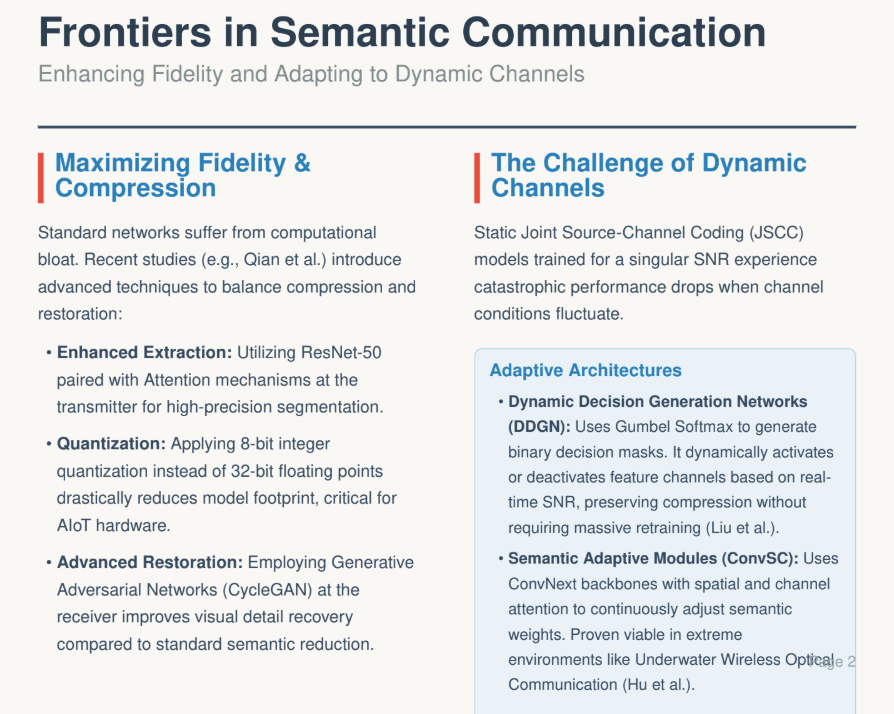 Frontiers in Semantic Communication
Enhancing Fidelity and Adapting to Dynamic Channels
Maximizing Fidelity &
Compression
Standard networks suffer from computational
bloat. Recent studies (e.g., Qian et al.) introduce
advanced techniques to balance compression and
restoration:
• Enhanced Extraction: Utilizing ResNet-50
paired with Attention mechanisms at the
transmitter for high-precision segmentation.
• Quantization: Applying 8-bit integer
quantization instead of 32-bit floating points
drastically reduces model footprint, critical for
AIoT hardware.
• Advanced Restoration: Employing Generative
Adversarial Networks (CycleGAN) at the
receiver improves visual detail recovery
compared to standard semantic reduction.
The Challenge of Dynamic
Channels
Static Joint Source-Channel Coding (JSCC)
models trained for a singular SNR experience
catastrophic performance drops when channel
conditions fluctuate.
Adaptive Architectures
• Dynamic Decision Generation Networks
(DDGN): Uses Gumbel Softmax to generate
binary decision masks. It dynamically activates
or deactivates feature channels based on real-
time SNR, preserving compression without
requiring massive retraining (Liu et al.).
• Semantic Adaptive Modules (ConvSC): Uses
ConvNext backbones with spatial and channel
attention to continuously adjust semantic
weights. Proven viable in extreme
environments like Underwater Wireless Optical
Communication (Hu et al.).
Page 2